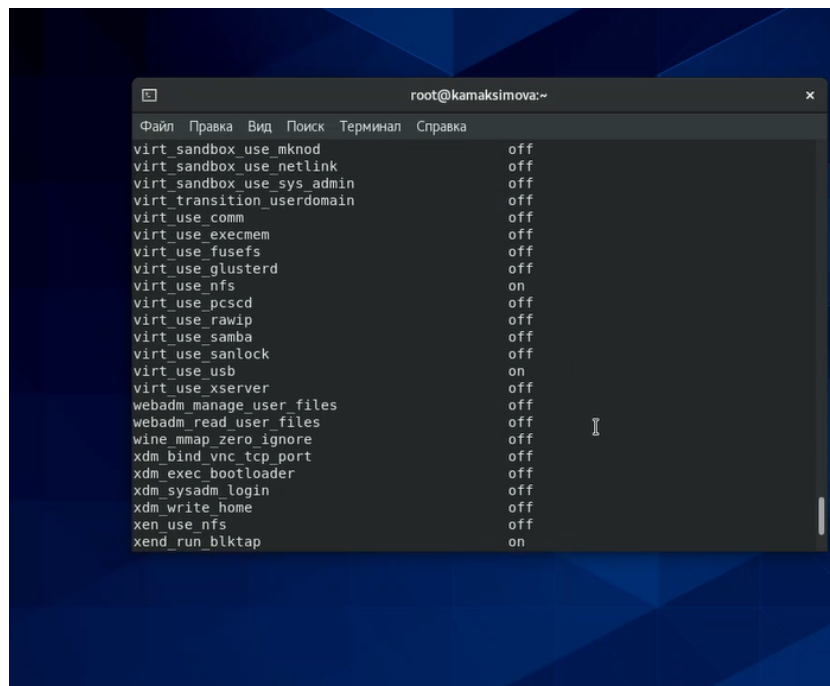 root@kamaksimova:~
Файл Правка Вид Поиск Терминал Справка
virt_sandbox_use_mknod off
virt_sandbox_use_netlink off
virt_sandbox_use_sys_admin off
virt_transition_userdomain off
virt_use_comm off
virt_use_execmem off
virt_use_fusefs off
virt_use_glusterd off
virt_use_nfs on
virt_use_pcscd off
virt_use_rawip off
virt_use_samba off
virt_use_sanlock off
virt_use_usb on
virt_use_xserver off
webadm_manage_user_files off
webadm_read_user_files off
wine_mmap_zero_ignore off
xdm_bind_vnc_tcp_port off
xdm_exec_bootloader off
xdm_sysadm_login off
xdm_write_home off
xen_use_nfs off
xend_run_blktap on